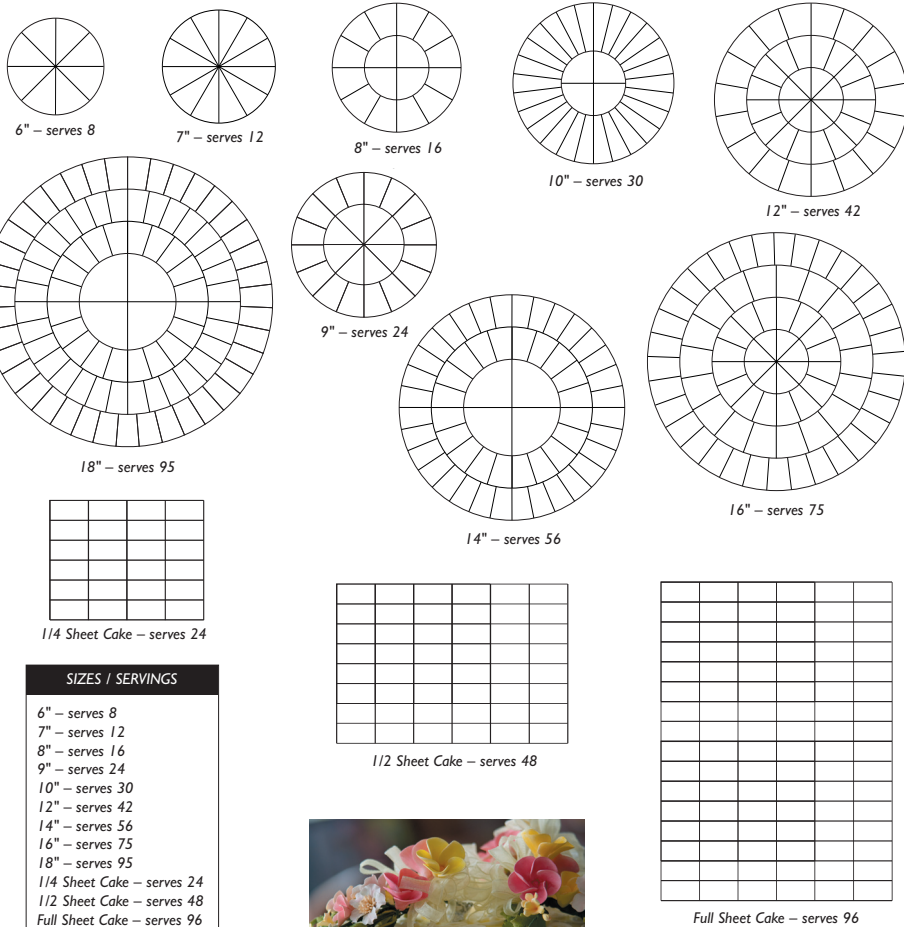 6" – serves 8
7" – serves 12
8" – serves 16
10" – serves 30
12" – serves 42
18" – serves 95
9" – serves 24
14" – serves 56
16" – serves 75
1/4 Sheet Cake – serves 24
1/2 Sheet Cake – serves 48
Full Sheet Cake – serves 96
SIZES / SERVINGS
6" – serves 8
7" – serves 12
8" – serves 16
9" – serves 24
10" – serves 30
12" – serves 42
14" – serves 56
16" – serves 75
18" – serves 95
1/4 Sheet Cake – serves 24
1/2 Sheet Cake – serves 48
Full Sheet Cake – serves 96